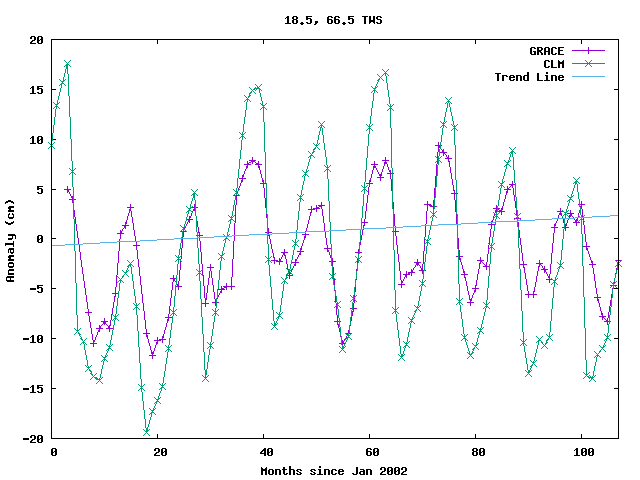 18.5, 66.5 TWS
GRACE
CLM
Trend Line
20
15
10
5
0
-5
-10
-15
-20
Anomaly (cm)
0 20 40 60 80 100
Months since Jan 2002